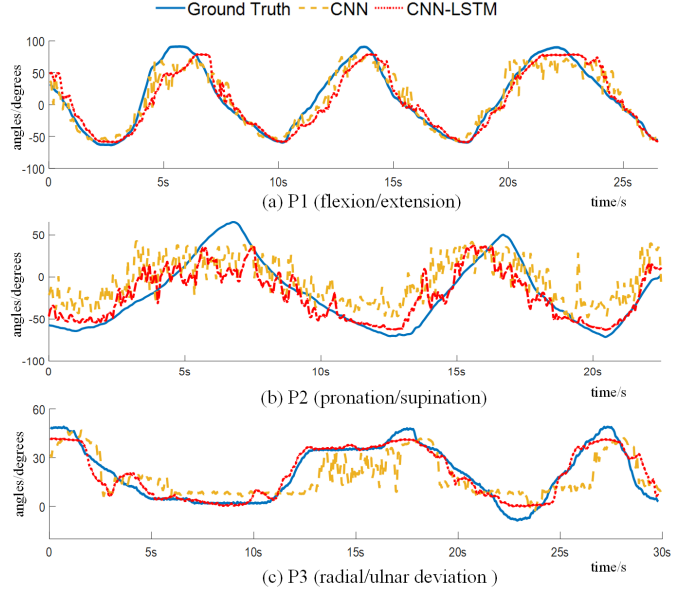 Ground Truth CNN CNN-LSTM
angles/degrees
100
50
0
-50
-100
0 5s 10s 15s 20s 25s
(a) P1 (flexion/extension) time/s
angles/degrees
50
0
-50
-100
0 5s 10s 15s 20s
(b) P2 (pronation/supination) time/s
angles/degrees
60
30
0
0 5s 10s 15s 20s 25s 30s
(c) P3 (radial/ulnar deviation ) time/s